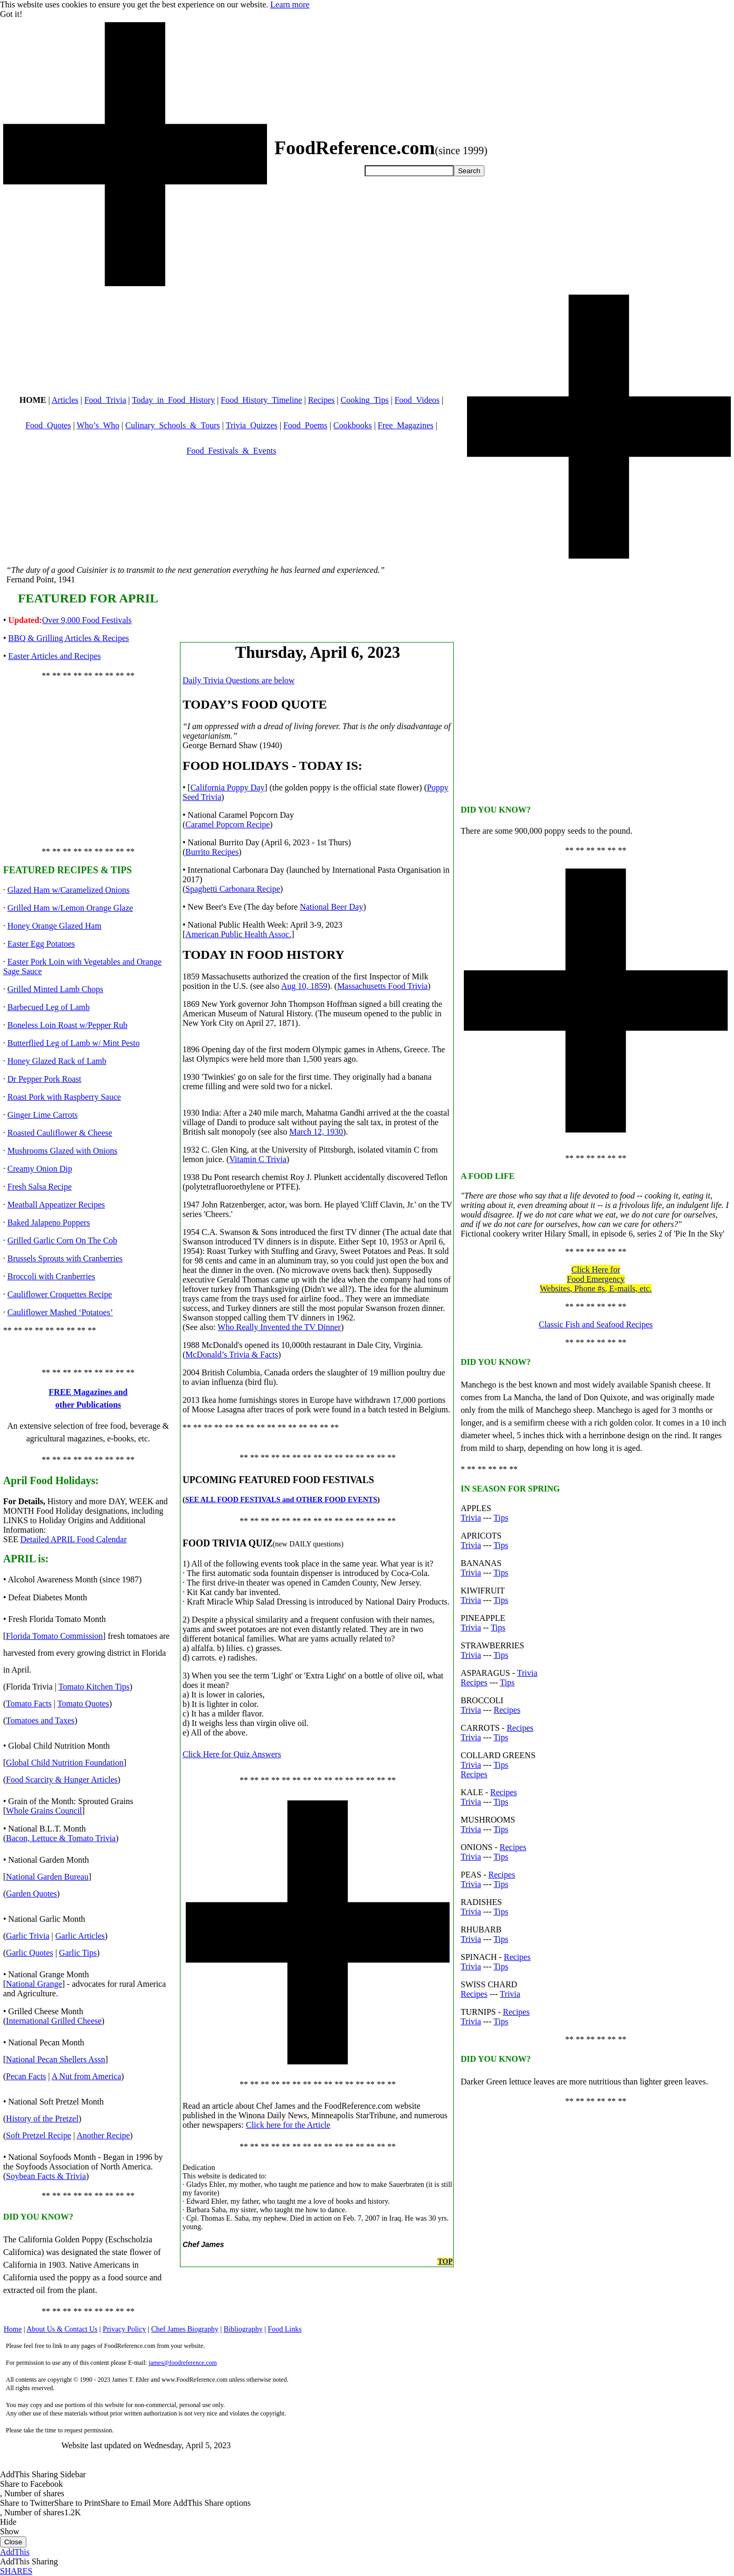 This website uses cookies to ensure you get the best experience on our website. Learn more
Got it!
FoodReference.com(since 1999)
Search
HOME | Articles | Food_Trivia | Today_in_Food_History | Food_History_Timeline | Recipes | Cooking_Tips | Food_Videos |
Food_Quotes | Who’s_Who | Culinary_Schools_&_Tours | Trivia_Quizzes | Food_Poems | Cookbooks | Free_Magazines |
Food_Festivals_&_Events
“The duty of a good Cuisinier is to transmit to the next generation everything he has learned and experienced.”
Fernand Point, 1941
FEATURED FOR APRIL
• Updated:Over 9,000 Food Festivals
• BBQ & Grilling Articles & Recipes
• Easter Articles and Recipes
** ** ** ** ** ** ** ** **
** ** ** ** ** ** ** ** **
FEATURED RECIPES & TIPS
· Glazed Ham w/Caramelized Onions
· Grilled Ham w/Lemon Orange Glaze
· Honey Orange Glazed Ham
· Easter Egg Potatoes
· Easter Pork Loin with Vegetables and Orange
Sage Sauce
· Grilled Minted Lamb Chops
· Barbecued Leg of Lamb
· Boneless Loin Roast w/Pepper Rub
· Butterflied Leg of Lamb w/ Mint Pesto
· Honey Glazed Rack of Lamb
· Dr Pepper Pork Roast
· Roast Pork with Raspberry Sauce
· Ginger Lime Carrots
· Roasted Cauliflower & Cheese
· Mushrooms Glazed with Onions
· Creamy Onion Dip
· Fresh Salsa Recipe
· Meatball Appeatizer Recipes
· Baked Jalapeno Poppers
· Grilled Garlic Corn On The Cob
· Brussels Sprouts with Cranberries
· Broccoli with Cranberries
· Cauliflower Croquettes Recipe
· Cauliflower Mashed ‘Potatoes’
** ** ** ** ** ** ** ** **
** ** ** ** ** ** ** ** **
FREE Magazines and
other Publications
An extensive selection of free food, beverage &
agricultural magazines, e-books, etc.
** ** ** ** ** ** ** ** **
April Food Holidays:
For Details, History and more DAY, WEEK and
MONTH Food Holiday designations, including
LINKS to Holiday Origins and Additional
Information:
SEE Detailed APRIL Food Calendar
APRIL is:
• Alcohol Awareness Month (since 1987)
• Defeat Diabetes Month
• Fresh Florida Tomato Month
[Florida Tomato Commission] fresh tomatoes are
harvested from every growing district in Florida
in April.
(Florida Trivia | Tomato Kitchen Tips)
(Tomato Facts | Tomato Quotes)
(Tomatoes and Taxes)
• Global Child Nutrition Month
[Global Child Nutrition Foundation]
(Food Scarcity & Hunger Articles)
• Grain of the Month: Sprouted Grains
[Whole Grains Council]
• National B.L.T. Month
(Bacon, Lettuce & Tomato Trivia)
• National Garden Month
[National Garden Bureau]
(Garden Quotes)
• National Garlic Month
(Garlic Trivia | Garlic Articles)
(Garlic Quotes | Garlic Tips)
• National Grange Month
[National Grange] - advocates for rural America
and Agriculture.
• Grilled Cheese Month
(International Grilled Cheese)
• National Pecan Month
[National Pecan Shellers Assn]
(Pecan Facts | A Nut from America)
• National Soft Pretzel Month
(History of the Pretzel)
(Soft Pretzel Recipe | Another Recipe)
• National Soyfoods Month - Began in 1996 by
the Soyfoods Association of North America.
(Soybean Facts & Trivia)
** ** ** ** ** ** ** ** **
DID YOU KNOW?
The California Golden Poppy (Eschscholzia
Californica) was designated the state flower of
California in 1903. Native Americans in
California used the poppy as a food source and
extracted oil from the plant.
** ** ** ** ** ** ** ** **
Thursday, April 6, 2023
Daily Trivia Questions are below
TODAY’S FOOD QUOTE
“I am oppressed with a dread of living forever. That is the only disadvantage of
vegetarianism.”
George Bernard Shaw (1940)
FOOD HOLIDAYS - TODAY IS:
• [California Poppy Day] (the golden poppy is the official state flower) (Poppy
Seed Trivia)
• National Caramel Popcorn Day
(Caramel Popcorn Recipe)
• National Burrito Day (April 6, 2023 - 1st Thurs)
(Burrito Recipes)
• International Carbonara Day (launched by International Pasta Organisation in
2017)
(Spaghetti Carbonara Recipe)
• New Beer's Eve (The day before National Beer Day)
• National Public Health Week: April 3-9, 2023
[American Public Health Assoc.]
TODAY IN FOOD HISTORY
1859 Massachusetts authorized the creation of the first Inspector of Milk
position in the U.S. (see also Aug 10, 1859). (Massachusetts Food Trivia)
1869 New York governor John Thompson Hoffman signed a bill creating the
American Museum of Natural History. (The museum opened to the public in
New York City on April 27, 1871).
1896 Opening day of the first modern Olympic games in Athens, Greece. The
last Olympics were held more than 1,500 years ago.
1930 'Twinkies' go on sale for the first time. They originally had a banana
creme filling and were sold two for a nickel.
1930 India: After a 240 mile march, Mahatma Gandhi arrived at the the coastal
village of Dandi to produce salt without paying the salt tax, in protest of the
British salt monopoly (see also March 12, 1930).
1932 C. Glen King, at the University of Pittsburgh, isolated vitamin C from
lemon juice. (Vitamin C Trivia)
1938 Du Pont research chemist Roy J. Plunkett accidentally discovered Teflon
(polytetrafluorothylene or PTFE).
1947 John Ratzenberger, actor, was born. He played 'Cliff Clavin, Jr.' on the TV
series 'Cheers.'
1954 C.A. Swanson & Sons introduced the first TV dinner (The actual date that
Swanson introduced TV dinners is in dispute. Either Sept 10, 1953 or April 6,
1954): Roast Turkey with Stuffing and Gravy, Sweet Potatoes and Peas. It sold
for 98 cents and came in an aluminum tray, so you could just open the box and
heat the dinner in the oven. (No microwave ovens back then). Supposedly
executive Gerald Thomas came up with the idea when the company had tons of
leftover turkey from Thanksgiving (Didn't we all?). The idea for the aluminum
trays came from the trays used for airline food.. They were an immediate
success, and Turkey dinners are still the most popular Swanson frozen dinner.
Swanson stopped calling them TV dinners in 1962.
(See also: Who Really Invented the TV Dinner)
1988 McDonald's opened its 10,000th restaurant in Dale City, Virginia.
(McDonald’s Trivia & Facts)
2004 British Columbia, Canada orders the slaughter of 19 million poultry due
to avian influenza (bird flu).
2013 Ikea home furnishings stores in Europe have withdrawn 17,000 portions
of Moose Lasagna after traces of pork were found in a batch tested in Belgium.
** ** ** ** ** ** ** ** ** ** ** ** ** ** **
** ** ** ** ** ** ** ** ** ** ** ** ** ** **
UPCOMING FEATURED FOOD FESTIVALS
(SEE ALL FOOD FESTIVALS and OTHER FOOD EVENTS)
** ** ** ** ** ** ** ** ** ** ** ** ** ** **
FOOD TRIVIA QUIZ(new DAILY questions)
1) All of the following events took place in the same year. What year is it?
· The first automatic soda fountain dispenser is introduced by Coca-Cola.
· The first drive-in theater was opened in Camden County, New Jersey.
· Kit Kat candy bar invented.
· Kraft Miracle Whip Salad Dressing is introduced by National Dairy Products.
2) Despite a physical similarity and a frequent confusion with their names,
yams and sweet potatoes are not even distantly related. They are in two
different botanical families. What are yams actually related to?
a) alfalfa. b) lilies. c) grasses.
d) carrots. e) radishes.
3) When you see the term 'Light' or 'Extra Light' on a bottle of olive oil, what
does it mean?
a) It is lower in calories,
b) It is lighter in color.
c) It has a milder flavor.
d) It weighs less than virgin olive oil.
e) All of the above.
Click Here for Quiz Answers
** ** ** ** ** ** ** ** ** ** ** ** ** ** **
** ** ** ** ** ** ** ** ** ** ** ** ** ** **
Read an article about Chef James and the FoodReference.com website
published in the Winona Daily News, Minneapolis StarTribune, and numerous
other newspapers: Click here for the Article
** ** ** ** ** ** ** ** ** ** ** ** ** ** **
Dedication
This website is dedicated to:
· Gladys Ehler, my mother, who taught me patience and how to make Sauerbraten (it is still
my favorite)
· Edward Ehler, my father, who taught me a love of books and history.
· Barbara Saba, my sister, who taught me how to dance.
· Cpl. Thomas E. Saba, my nephew. Died in action on Feb. 7, 2007 in Iraq. He was 30 yrs.
young.
Chef James
TOP
DID YOU KNOW?
There are some 900,000 poppy seeds to the pound.
** ** ** ** ** **
** ** ** ** ** **
A FOOD LIFE
"There are those who say that a life devoted to food -- cooking it, eating it,
writing about it, even dreaming about it -- is a frivolous life, an indulgent life. I
would disagree. If we do not care what we eat, we do not care for ourselves,
and if we do not care for ourselves, how can we care for others?"
Fictional cookery writer Hilary Small, in episode 6, series 2 of 'Pie In the Sky'
** ** ** ** ** **
Click Here for
Food Emergency
Websites, Phone #s, E-mails, etc.
** ** ** ** ** **
Classic Fish and Seafood Recipes
** ** ** ** ** **
DID YOU KNOW?
Manchego is the best known and most widely available Spanish cheese. It
comes from La Mancha, the land of Don Quixote, and was originally made
only from the milk of Manchego sheep. Manchego is aged for 3 months or
longer, and is a semifirm cheese with a rich golden color. It comes in a 10 inch
diameter wheel, 5 inches thick with a herrinbone design on the rind. It ranges
from mild to sharp, depending on how long it is aged.
* ** ** ** ** **
IN SEASON FOR SPRING
APPLES
Trivia --- Tips
APRICOTS
Trivia --- Tips
BANANAS
Trivia --- Tips
KIWIFRUIT
Trivia --- Tips
PINEAPPLE
Trivia -- Tips
STRAWBERRIES
Trivia --- Tips
ASPARAGUS - Trivia
Recipes --- Tips
BROCCOLI
Trivia --- Recipes
CARROTS - Recipes
Trivia --- Tips
COLLARD GREENS
Trivia --- Tips
Recipes
KALE - Recipes
Trivia --- Tips
MUSHROOMS
Trivia --- Tips
ONIONS - Recipes
Trivia --- Tips
PEAS - Recipes
Trivia --- Tips
RADISHES
Trivia --- Tips
RHUBARB
Trivia --- Tips
SPINACH - Recipes
Trivia --- Tips
SWISS CHARD
Recipes --- Trivia
TURNIPS - Recipes
Trivia --- Tips
** ** ** ** ** **
DID YOU KNOW?
Darker Green lettuce leaves are more nutritious than lighter green leaves.
** ** ** ** ** **
Home | About Us & Contact Us | Privacy Policy | Chef James Biography | Bibliography | Food Links
Please feel free to link to any pages of FoodReference.com from your website.
For permission to use any of this content please E-mail: james@foodreference.com
All contents are copyright © 1990 - 2023 James T. Ehler and www.FoodReference.com unless otherwise noted.
All rights reserved.
You may copy and use portions of this website for non-commercial, personal use only.
Any other use of these materials without prior written authorization is not very nice and violates the copyright.
Please take the time to request permission.
Website last updated on Wednesday, April 5, 2023
AddThis Sharing Sidebar
Share to Facebook
, Number of shares
Share to TwitterShare to PrintShare to Email More AddThis Share options
, Number of shares1.2K
Hide
Show
Close
AddThis
AddThis Sharing
SHARES